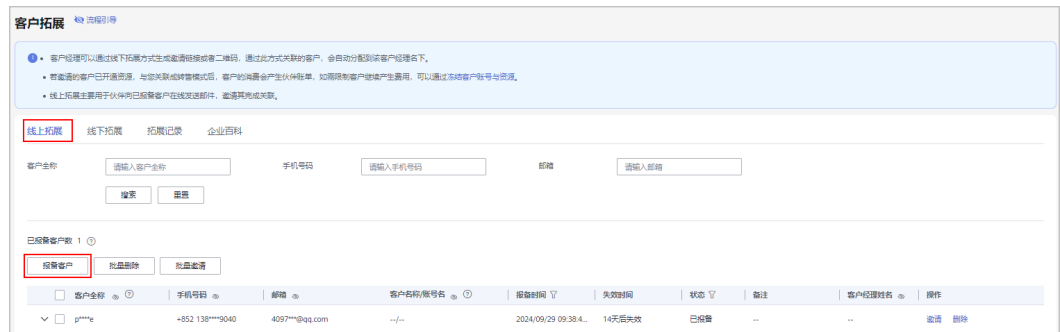 客户拓展 流程引导
客户经理可以通过线下拓展方式生成邀请链接或者二维码，通过此方式关联的客户，会自动分配到该客户经理名下。
若邀请的客户已开通资源，与您关联成转售模式后，客户的消费会产生伙伴账单，如需限制客户继续产生费用，可以通过冻结客户账号与资源。
线上拓展主要用于伙伴向已报备客户在线发送邮件，邀请其完成关联。
线上拓展 线下拓展 拓展记录 企业百科
客户全称 请输入客户全称 手机号码 请输入手机号码 邮箱 请输入邮箱
搜索 重置
已报备客户数 1
报备客户 批量删除 批量邀请
客户全称 手机号码 邮箱 客户名称/账号名 报备时间 失效时间 状态 备注 客户经理姓名 操作
p****e +852 138****9040 4097***@qq.com --/-- 2024/09/29 09:38:4... 14天后失效 已报备 -- -- 邀请 删除